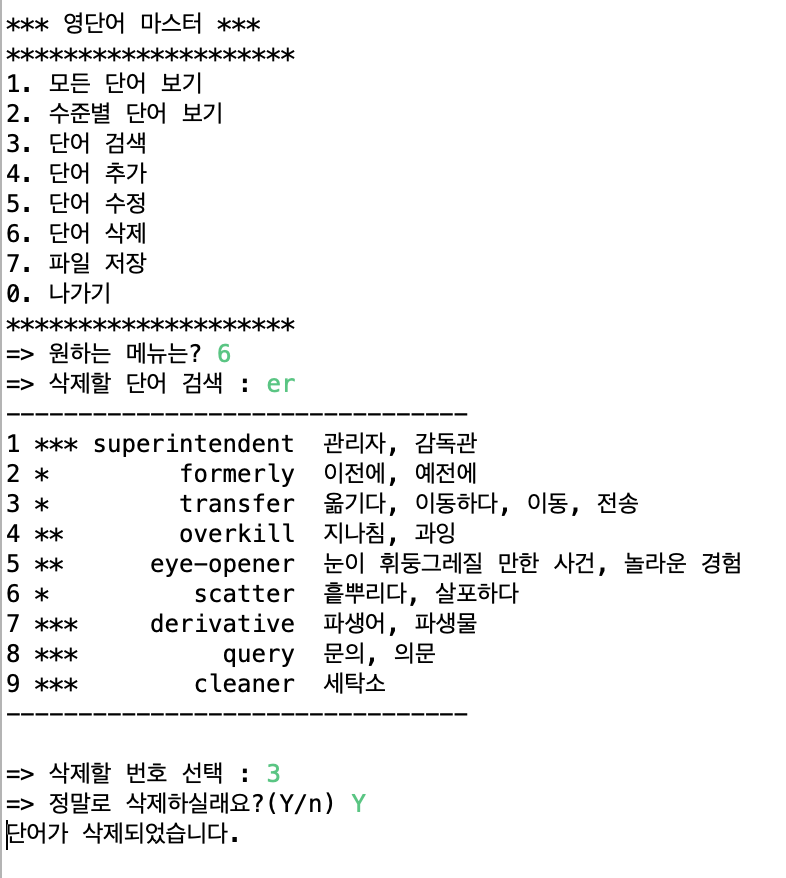 *** 영단어 마스터 ***
********************
1. 모든 단어 보기
2. 수준별 단어 보기
3. 단어 검색
4. 단어 추가
5. 단어 수정
6. 단어 삭제
7. 파일 저장
0. 나가기
********************
=> 원하는 메뉴는? 6
=> 삭제할 단어 검색 : er
--------------------------------
1 *** superintendent  관리자, 감독관
2 *         formerly  이전에, 예전에
3 *         transfer  옮기다, 이동하다, 이동, 전송
4 **        overkill  지나침, 과잉
5 **      eye-opener  눈이 휘둥그레질 만한 사건, 놀라운 경험
6 *          scatter  흩뿌리다, 살포하다
7 ***     derivative  파생어, 파생물
8 ***          query  문의, 의문
9 ***        cleaner  세탁소
--------------------------------
=> 삭제할 번호 선택 : 3
=> 정말로 삭제하실래요?(Y/n) Y
단어가 삭제되었습니다.